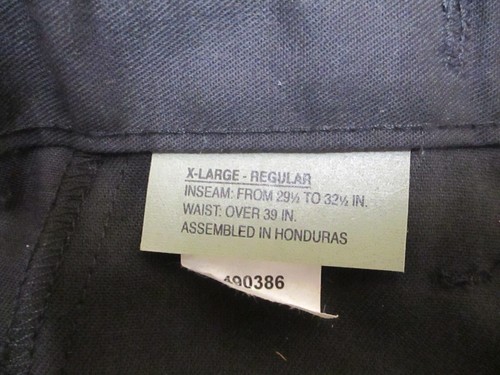 X-LARGE - REGULAR
INSEAM: FROM 29½ TO 32½ IN.
WAIST: OVER 39 IN.
ASSEMBLED IN HONDURAS
490386